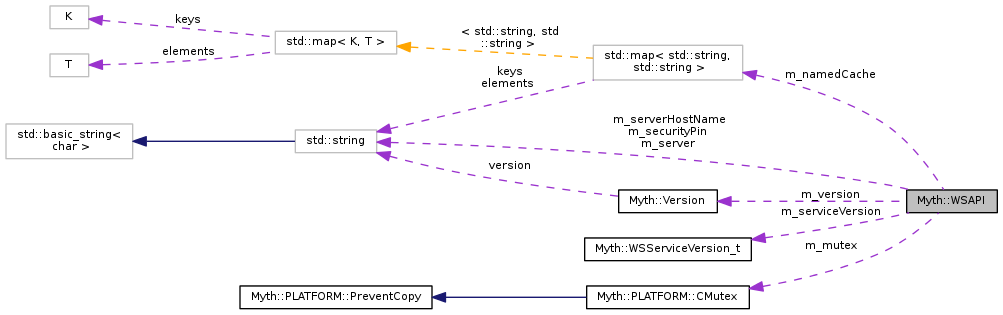 K
keys
< std::string, std
::string >
std::map< K, T >
elements
T
std::map< std::string,
std::string >
m_namedCache
keys
elements
m_serverHostName
m_securityPin
m_server
std::basic_string<
char >
std::string
version
m_version
Myth::Version
Myth::WSAPI
m_serviceVersion
Myth::WSServiceVersion_t
m_mutex
Myth::PLATFORM::PreventCopy
Myth::PLATFORM::CMutex